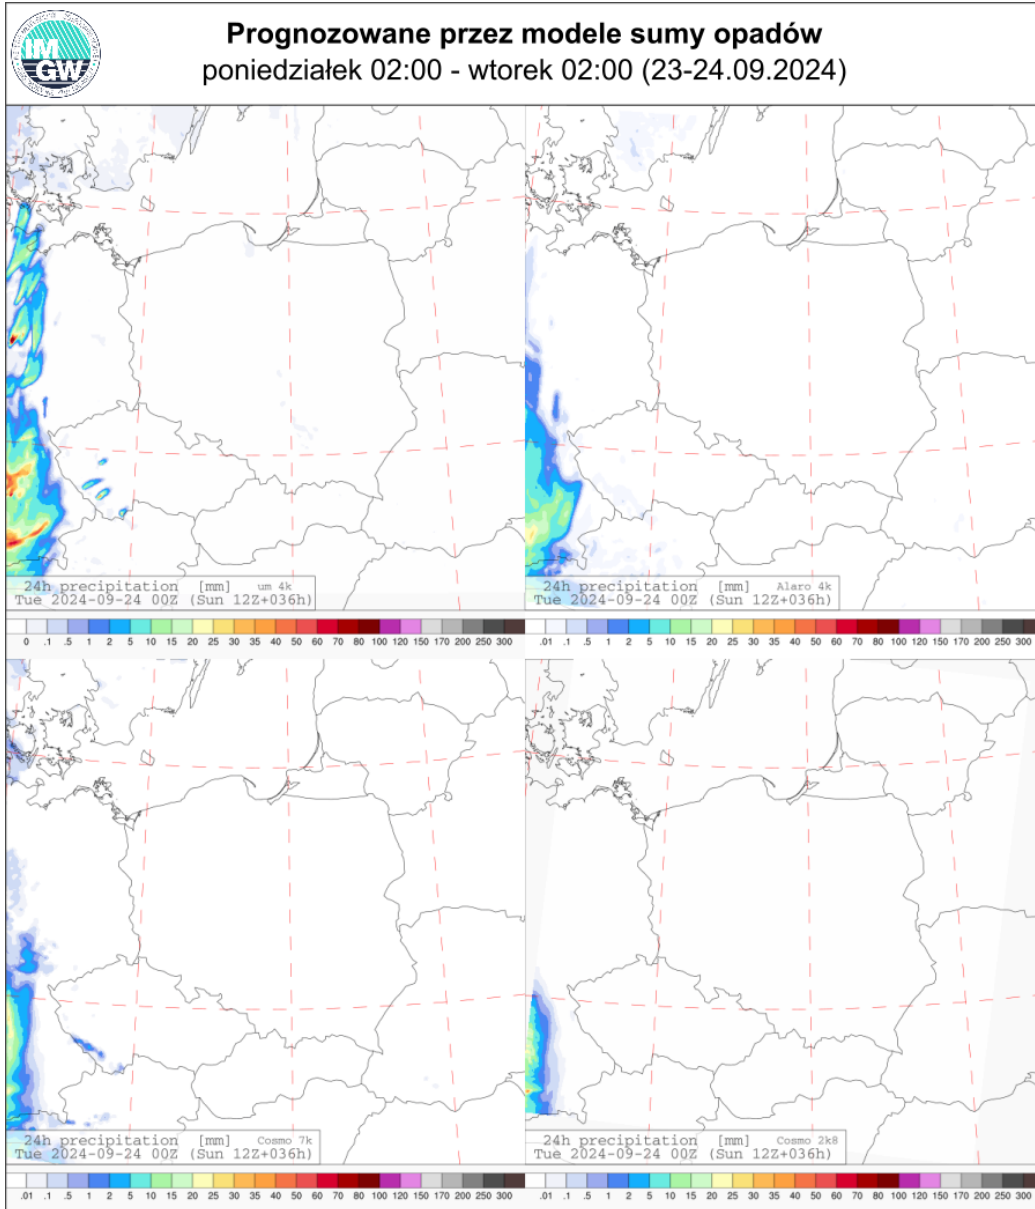 IM
GW
Prognozowane przez modele sumy opadów
poniedziałek 02:00 - wtorek 02:00 (23-24.09.2024)
24h precipitation [mm] um 4k
Tue 2024-09-24 00Z (Sun 12Z+036h)
0 .1 .5 1 2 5 10 15 20 25 30 35 40 50 60 70 80 100 120 150 170 200 250 300
24h precipitation [mm] Alaro 4k
Tue 2024-09-24 00Z (Sun 12Z+036h)
.01 .1 .5 1 2 5 10 15 20 25 30 35 40 50 60 70 80 100 120 150 170 200 250 300
24h precipitation [mm] Cosmo 7k
Tue 2024-09-24 00Z (Sun 12Z+036h)
.01 .1 .5 1 2 5 10 15 20 25 30 35 40 50 60 70 80 100 120 150 170 200 250 300
24h precipitation [mm] Cosmo 2k8
Tue 2024-09-24 00Z (Sun 12Z+036h)
.01 .1 .5 1 2 5 10 15 20 25 30 35 40 50 60 70 80 100 120 150 170 200 250 300